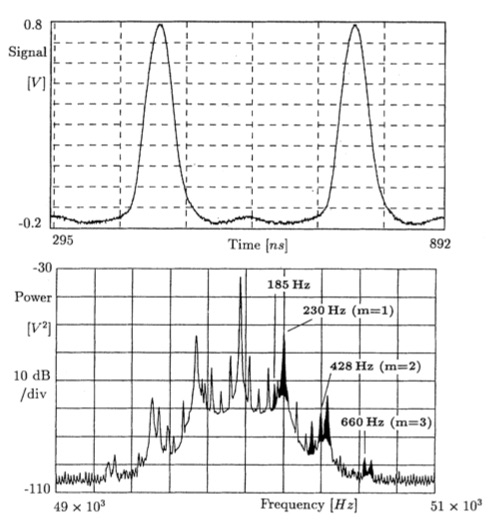 0.8
Signal
[V]
-0.2
295
Time [ns]
892
-30
Power
[V²]
10 dB
/div
-110
185 Hz
230 Hz (m=1)
428 Hz (m=2)
660 Hz (m=3)
49 × 10³
Frequency [Hz]
51 × 10³